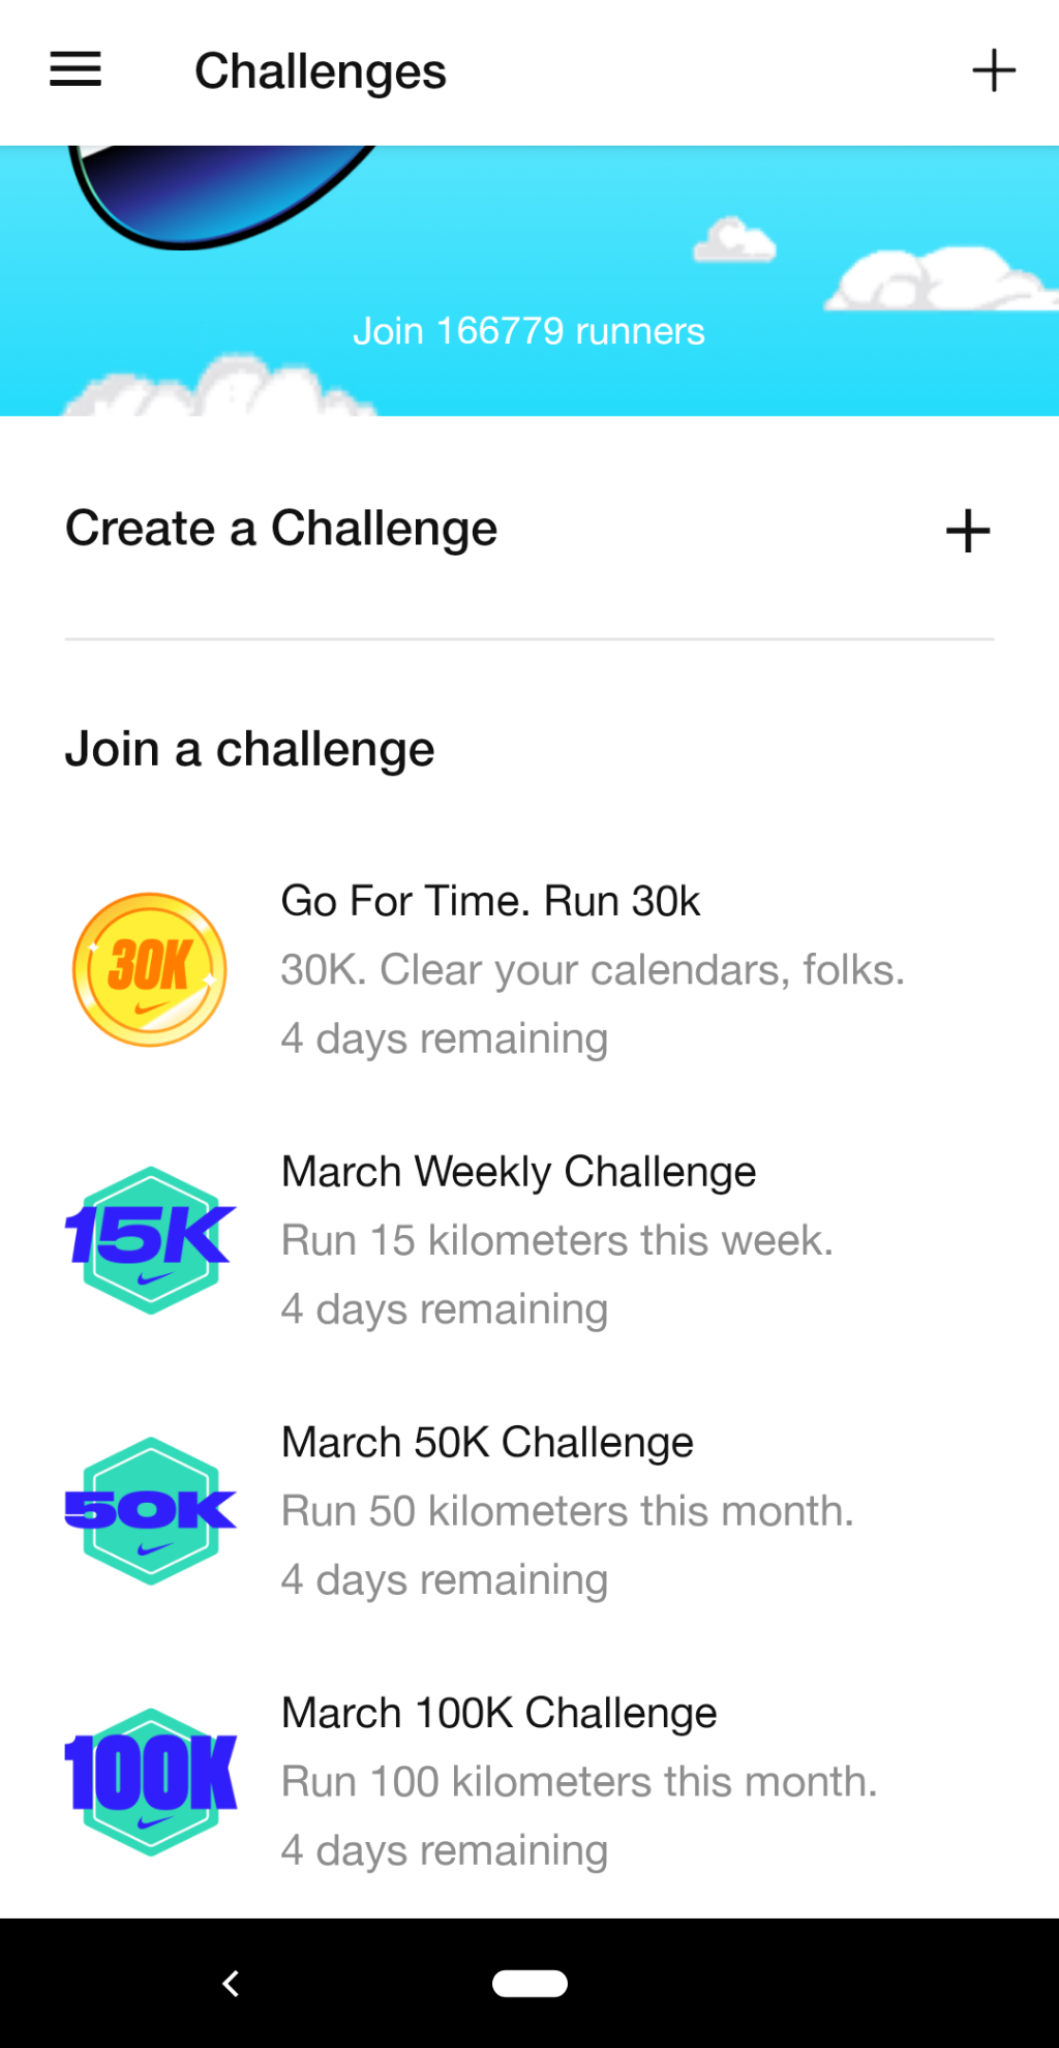 Challenges
Join 166779 runners
Create a Challenge
Join a challenge
30K
Go For Time. Run 30k
30K. Clear your calendars, folks.
4 days remaining
15K
March Weekly Challenge
Run 15 kilometers this week.
4 days remaining
50K
March 50K Challenge
Run 50 kilometers this month.
4 days remaining
100K
March 100K Challenge
Run 100 kilometers this month.
4 days remaining